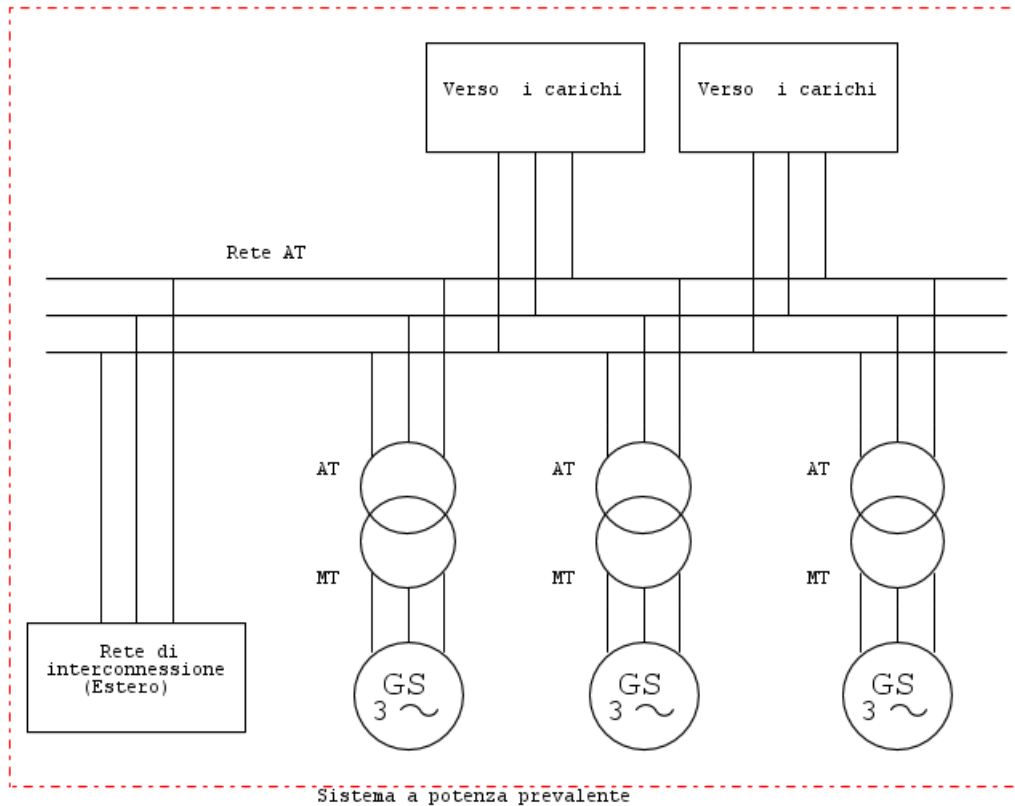 Verso i carichi
Verso i carichi
Rete AT
AT
AT
AT
MT
MT
MT
Rete di
interconnessione
(Estero)
GS
3 ~
GS
3 ~
GS
3 ~
Sistema a potenza prevalente